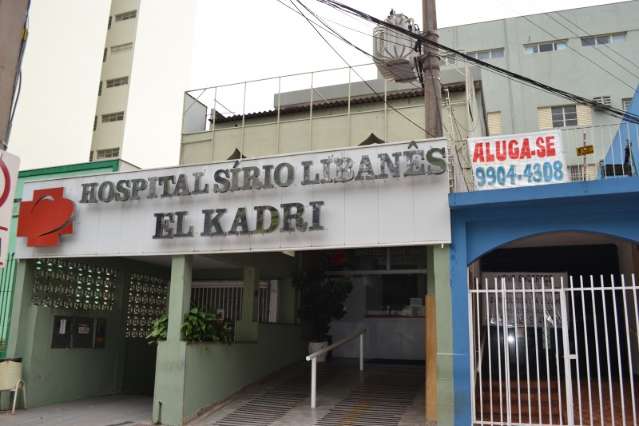 HOSPITAL SÍRIO LIBANÊS
EL KADRI
ALUGA-SE
9904-4308